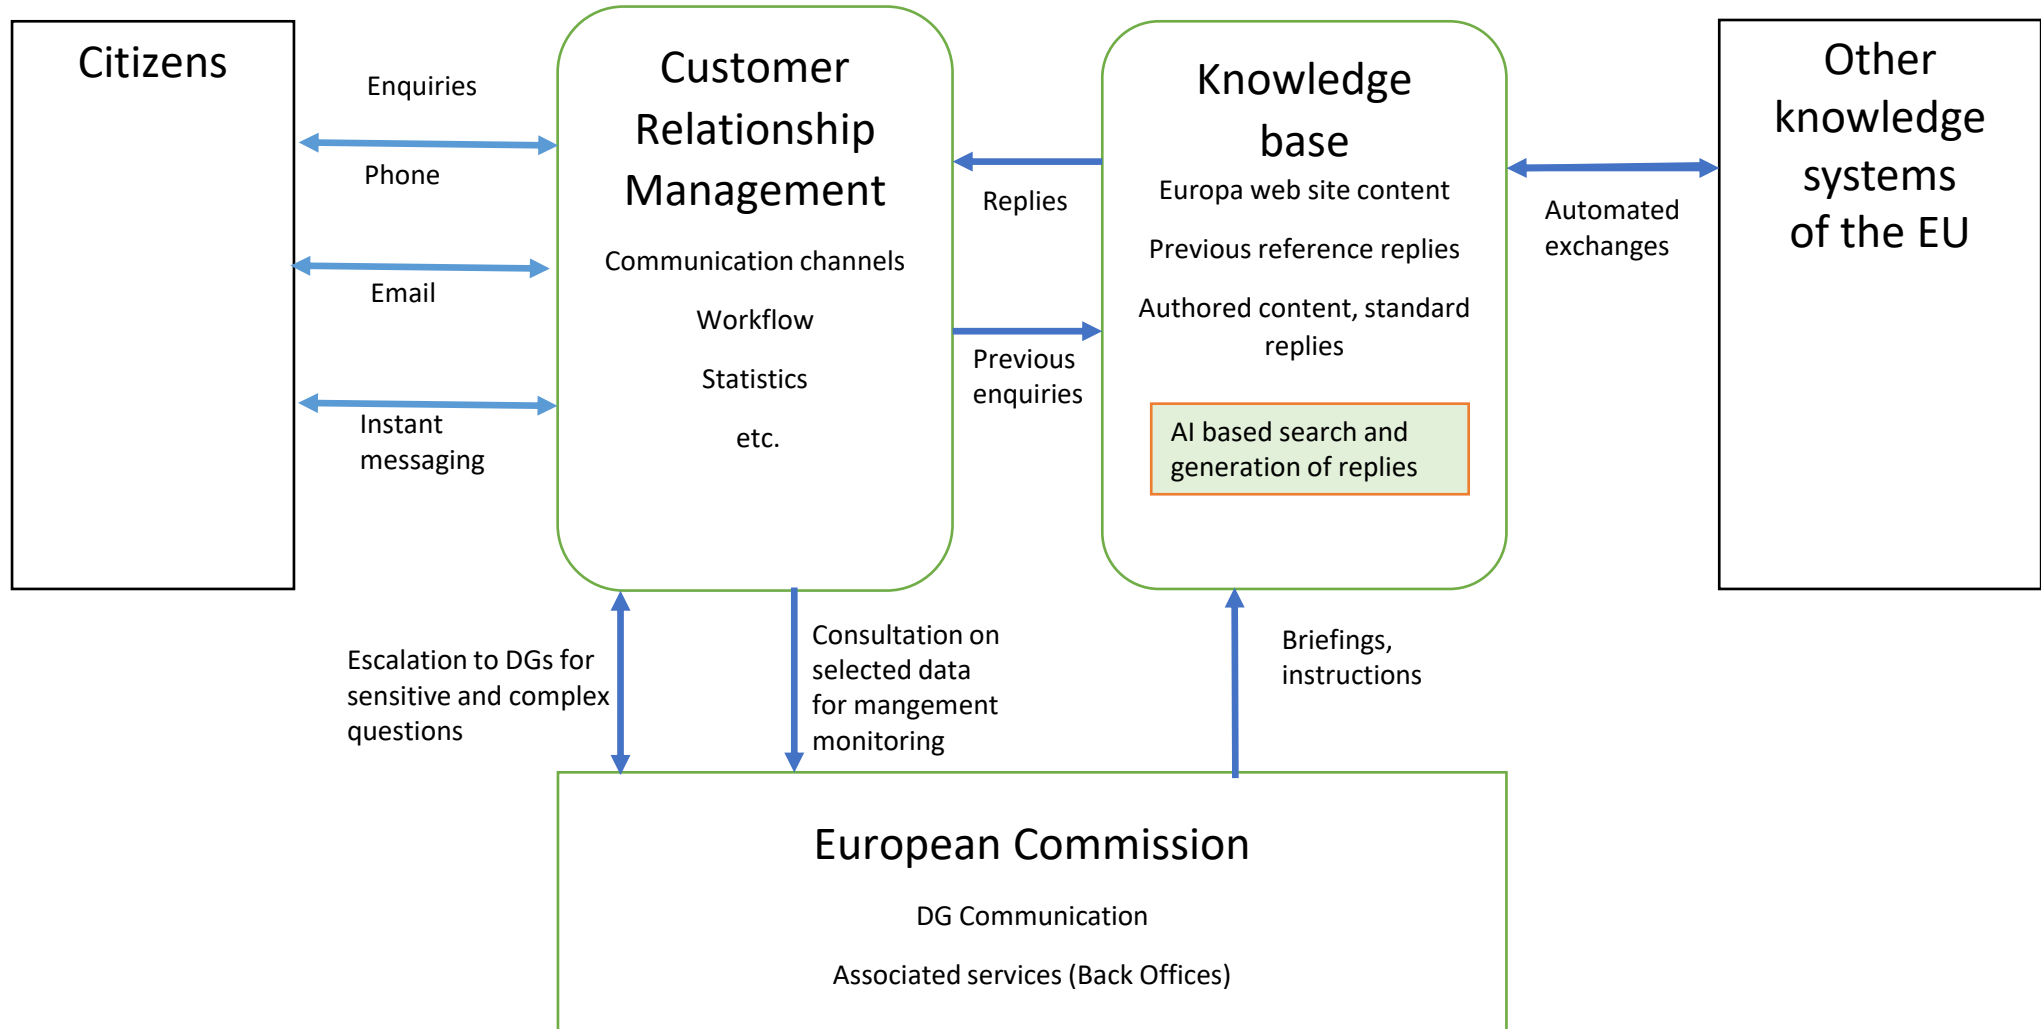 Citizens
Enquiries
Phone
Email
Instant
messaging
Customer
Relationship
Management
Communication channels
Workflow
Statistics
etc.
Replies
Previous
enquiries
Knowledge
base
Europa web site content
Previous reference replies
Authored content, standard
replies
AI based search and
generation of replies
Automated
exchanges
Other
knowledge
systems
of the EU
Escalation to DGs for
sensitive and complex
questions
Consultation on
selected data
for mangement
monitoring
Briefings,
instructions
European Commission
DG Communication
Associated services (Back Offices)